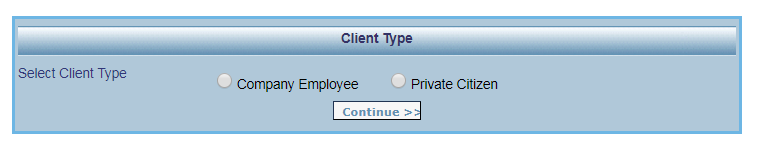 Client Type
Select Client Type
Company Employee Private Citizen
Continue >>